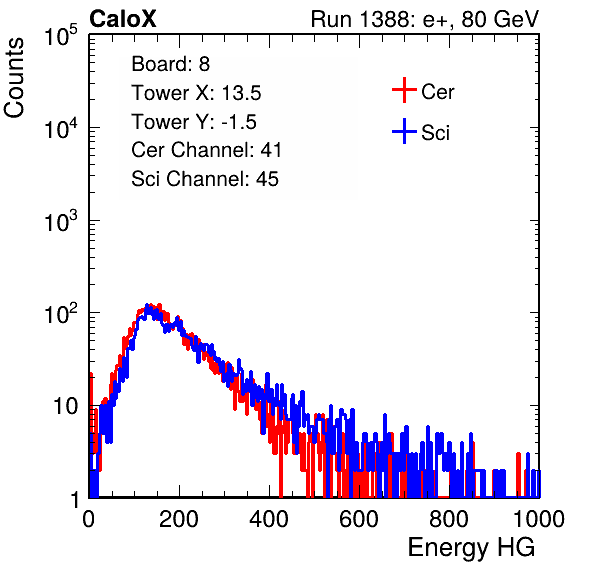 CaloX Run 1388: e+, 80 GeV
Counts
10^5
10^4
10^3
10^2
10
1
Board: 8
Tower X: 13.5
Tower Y: -1.5
Cer Channel: 41
Sci Channel: 45
Cer
Sci
0 200 400 600 800 1000
Energy HG